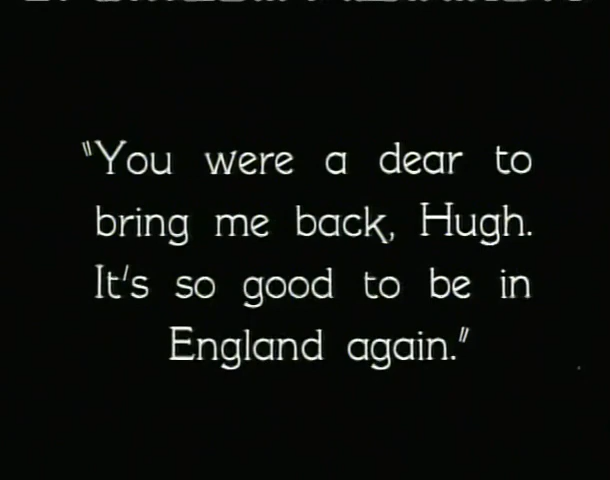 "You were a dear to
bring me back, Hugh.
It's so good to be in
England again."